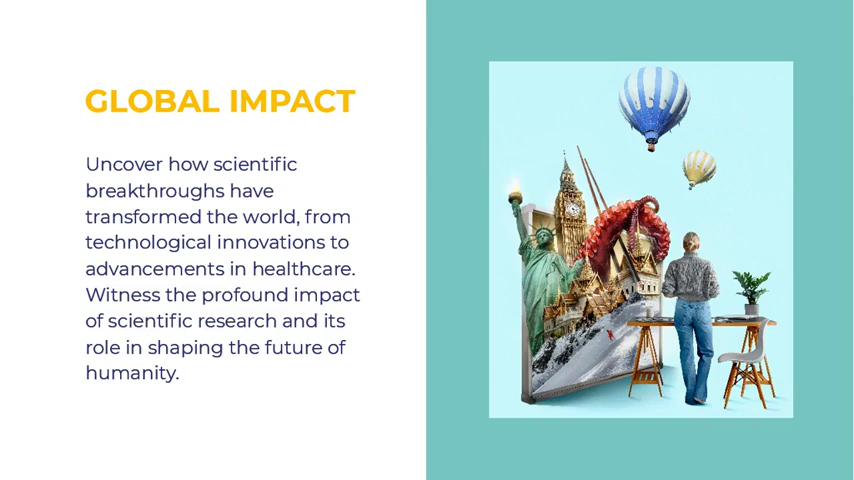 GLOBAL IMPACT
Uncover how scientific
breakthroughs have
transformed the world, from
technological innovations to
advancements in healthcare.
Witness the profound impact
of scientific research and its
role in shaping the future of
humanity.